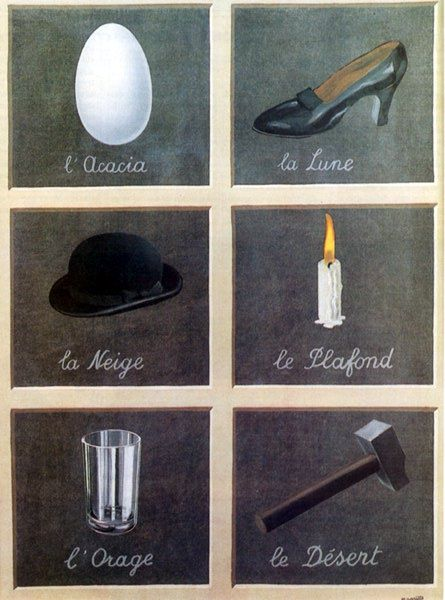 l'Acacia
la Lune
la Neige
le Plafond
l'Orage
le Désert